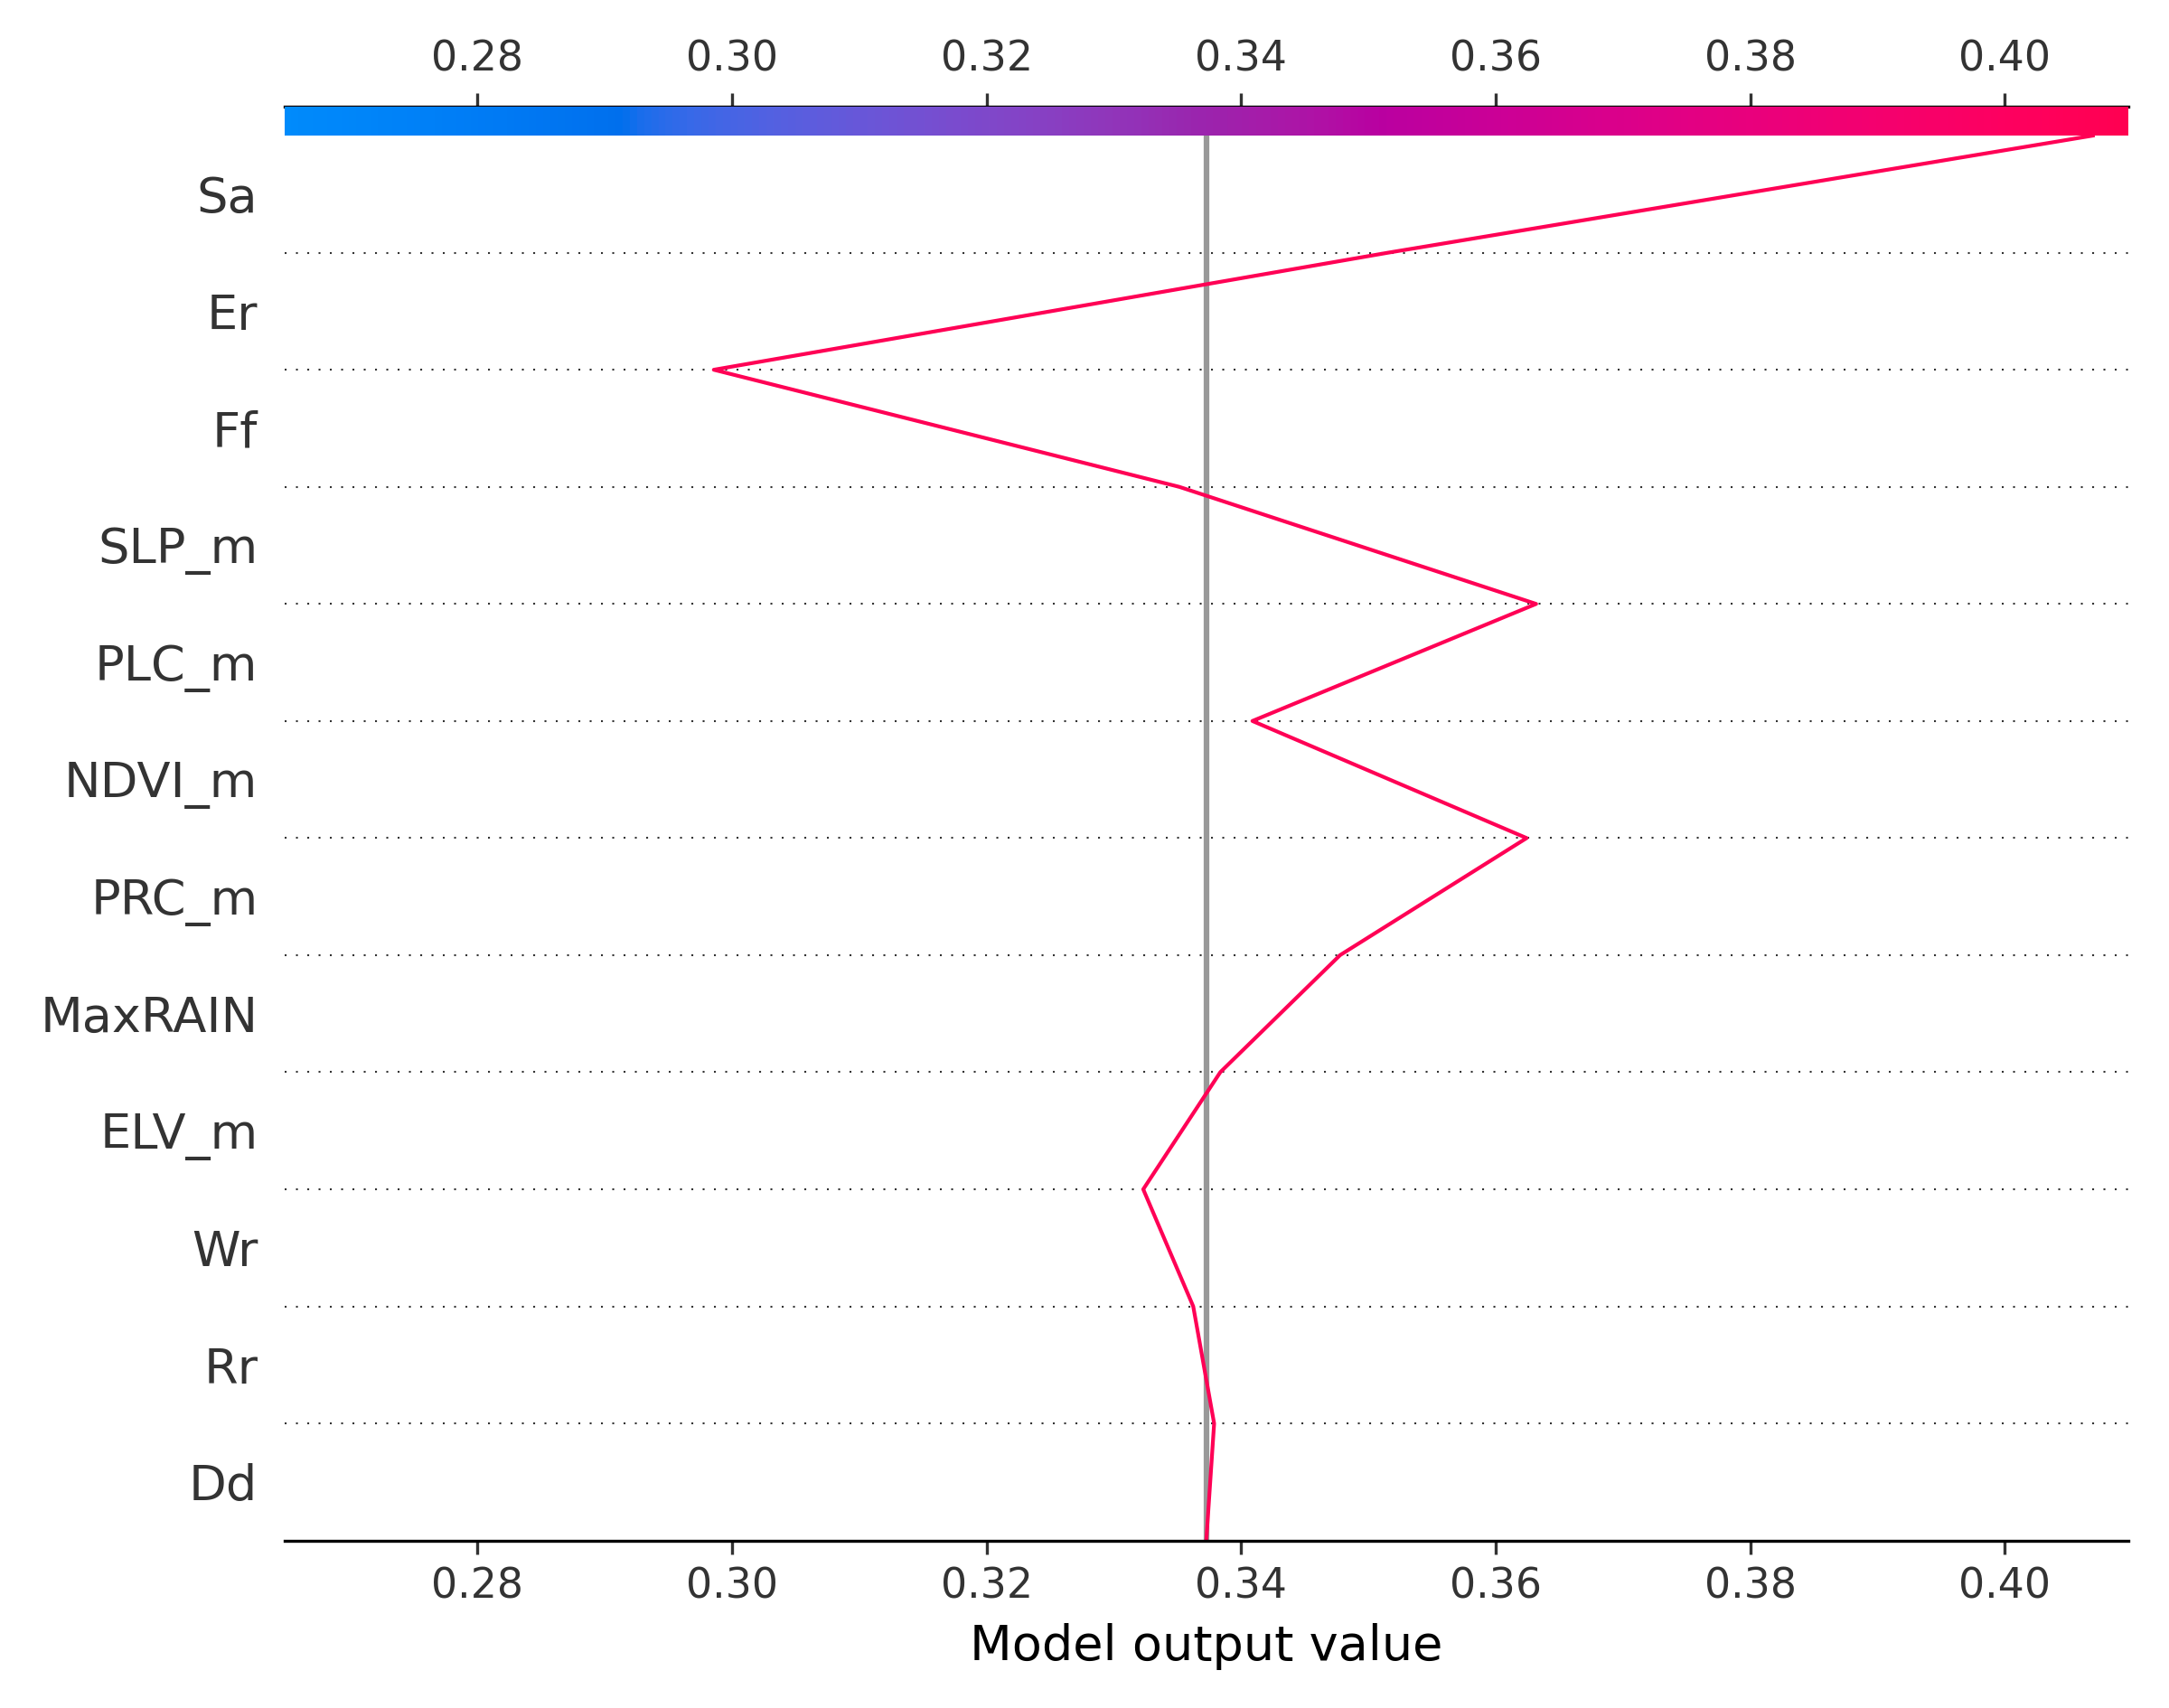 0.28 0.30 0.32 0.34 0.36 0.38 0.40
Sa
Er
Ff
SLP_m
PLC_m
NDVI_m
PRC_m
MaxRAIN
ELV_m
Wr
Rr
Dd
0.28 0.30 0.32 0.34 0.36 0.38 0.40
Model output value